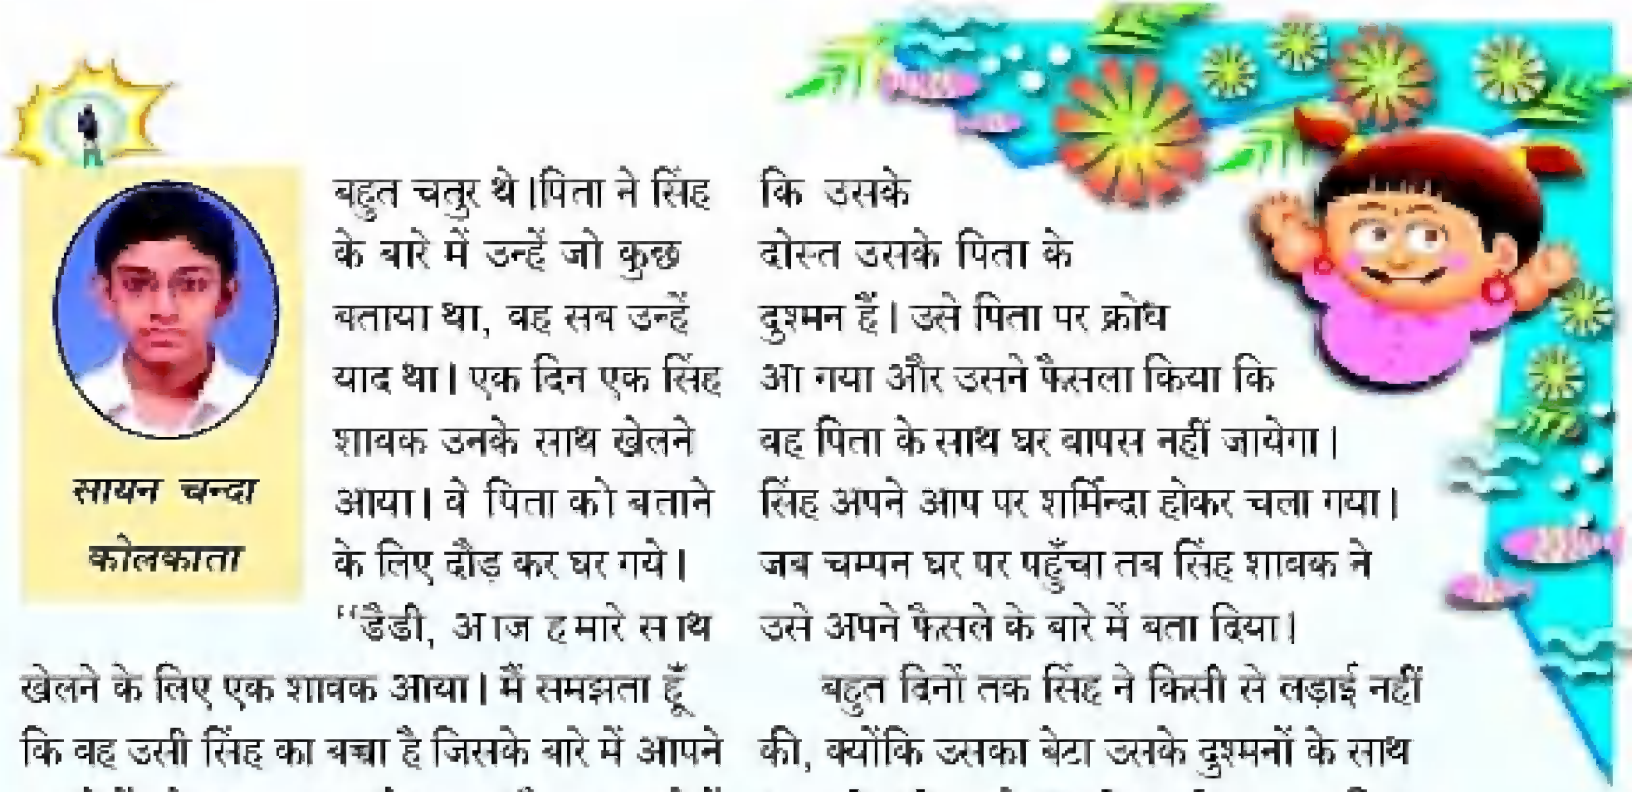 सायन चन्दा
कोलकाता
बहुत चतुर थे।पिता ने सिंह
के बारे में उन्हें जो कुछ
बताया था, वह सब उन्हें
याद था। एक दिन एक सिंह
शावक उनके साथ खेलने
आया। वे पिता को बताने
के लिए दौड़ कर घर गये।
“डैडी, आज हमारे साथ
खेलने के लिए एक शावक आया। मैं समझता हूँ
कि वह उसी सिंह का बच्चा है जिसके बारे में आपने
कि उसके
दोस्त उसके पिता के
दुश्मन हैं। उसे पिता पर क्रोध
आ गया और उसने फैसला किया कि
वह पिता के साथ घर वापस नहीं जायेगा।
सिंह अपने आप पर शर्मिन्दा होकर चला गया।
जब चम्पन घर पर पहुँचा तब सिंह शावक ने
उसे अपने फैसले के बारे में बता दिया।
बहुत दिनों तक सिंह ने किसी से लड़ाई नहीं
की, क्योंकि उसका बेटा उसके दुश्मनों के साथ